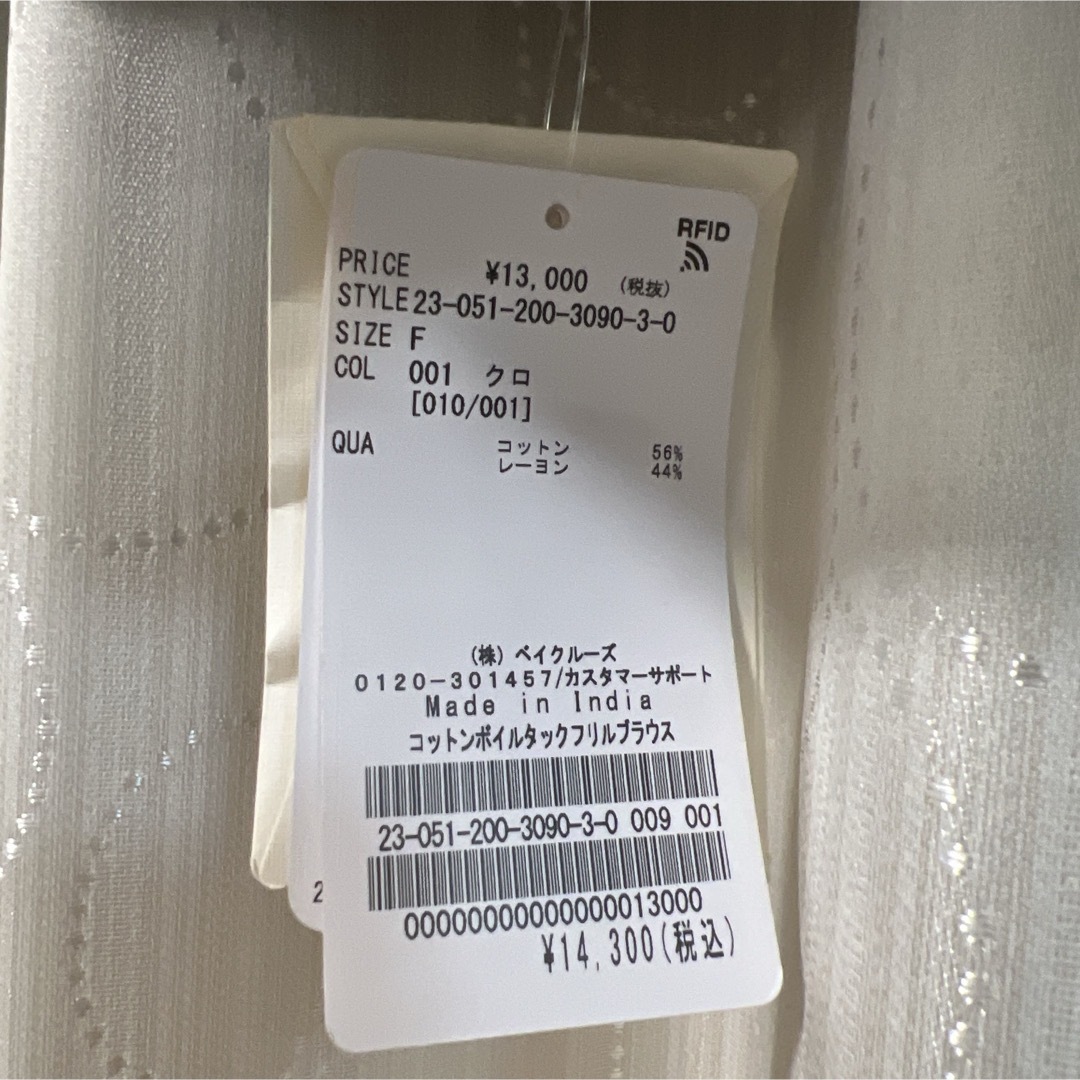 RFID
PRICE ¥13,000 (税抜)
STYLE 23-051-200-3090-3-0
SIZE F
COL 001 クロ
[010/001]
QUA コットン 56%
レーヨン 44%
(株) ベイクルーズ
0120-301457/カスタマーサポート
Made in India
コットンボイルタックフリルブラウス
23-051-200-3090-3-0 009 001
2
00000000000000013000
¥14,300(税込)